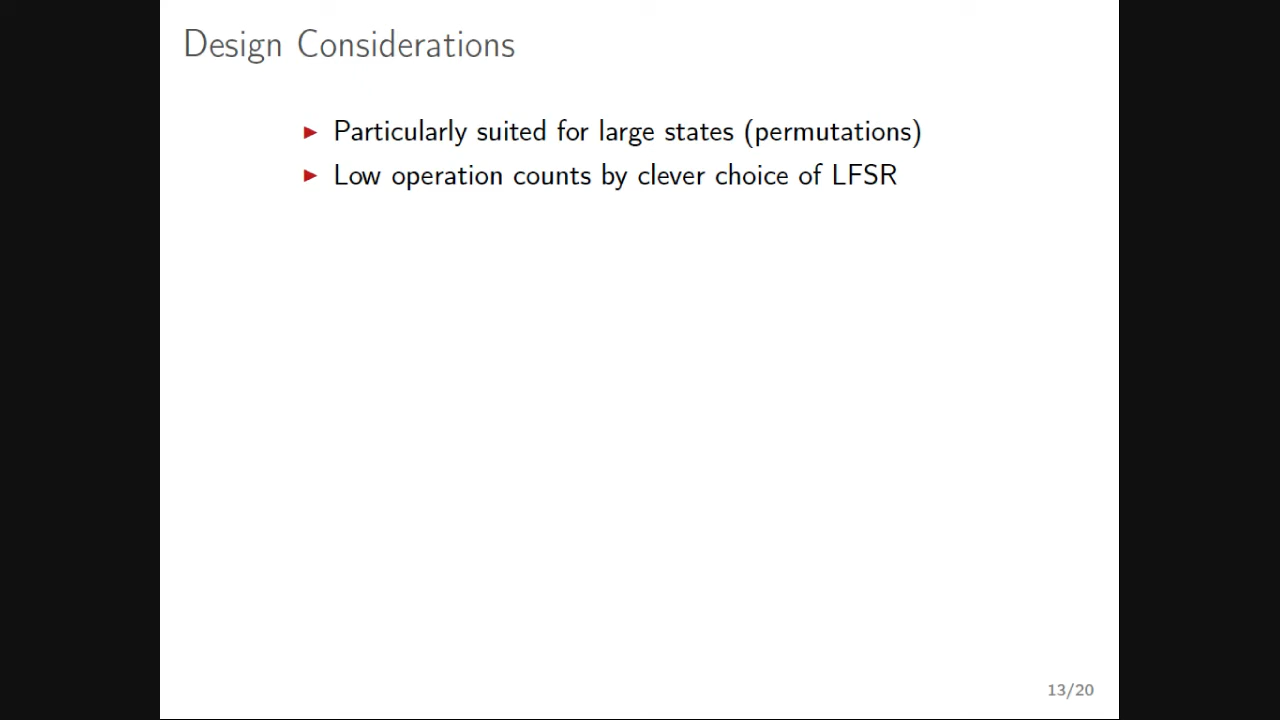 Design Considerations
▶ Particularly suited for large states (permutations)
▶ Low operation counts by clever choice of LFSR
13/20